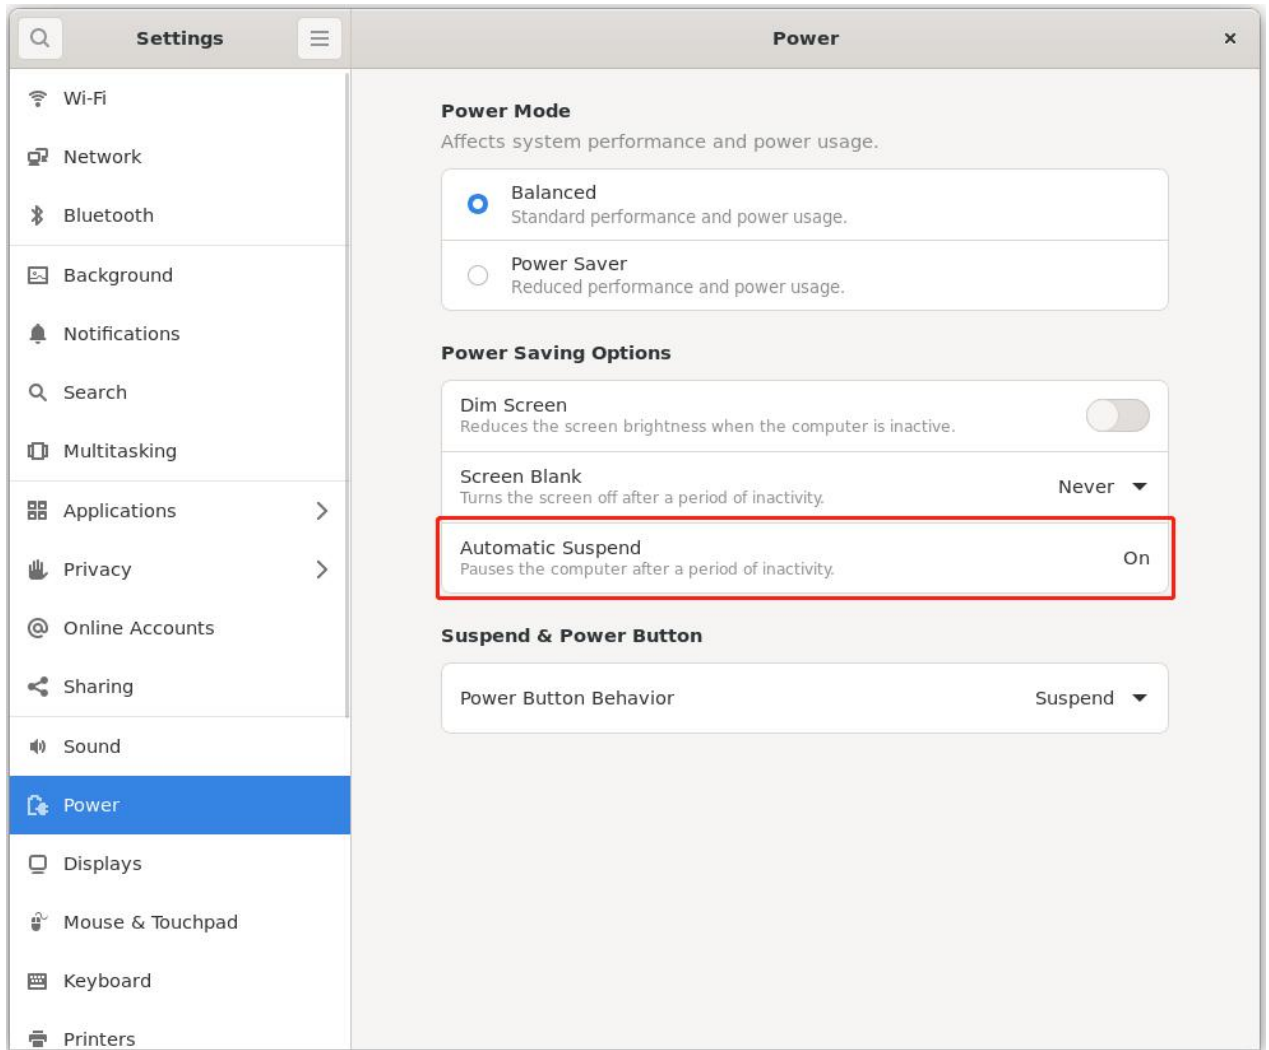 Settings
Power
Wi-Fi
Network
Bluetooth
Background
Notifications
Search
Multitasking
Applications
Privacy
Online Accounts
Sharing
Sound
Power
Displays
Mouse & Touchpad
Keyboard
Printers
Power Mode
Affects system performance and power usage.
Balanced
Standard performance and power usage.
Power Saver
Reduced performance and power usage.
Power Saving Options
Dim Screen
Reduces the screen brightness when the computer is inactive.
Screen Blank
Turns the screen off after a period of inactivity.
Never
Automatic Suspend
Pauses the computer after a period of inactivity.
On
Suspend & Power Button
Power Button Behavior
Suspend